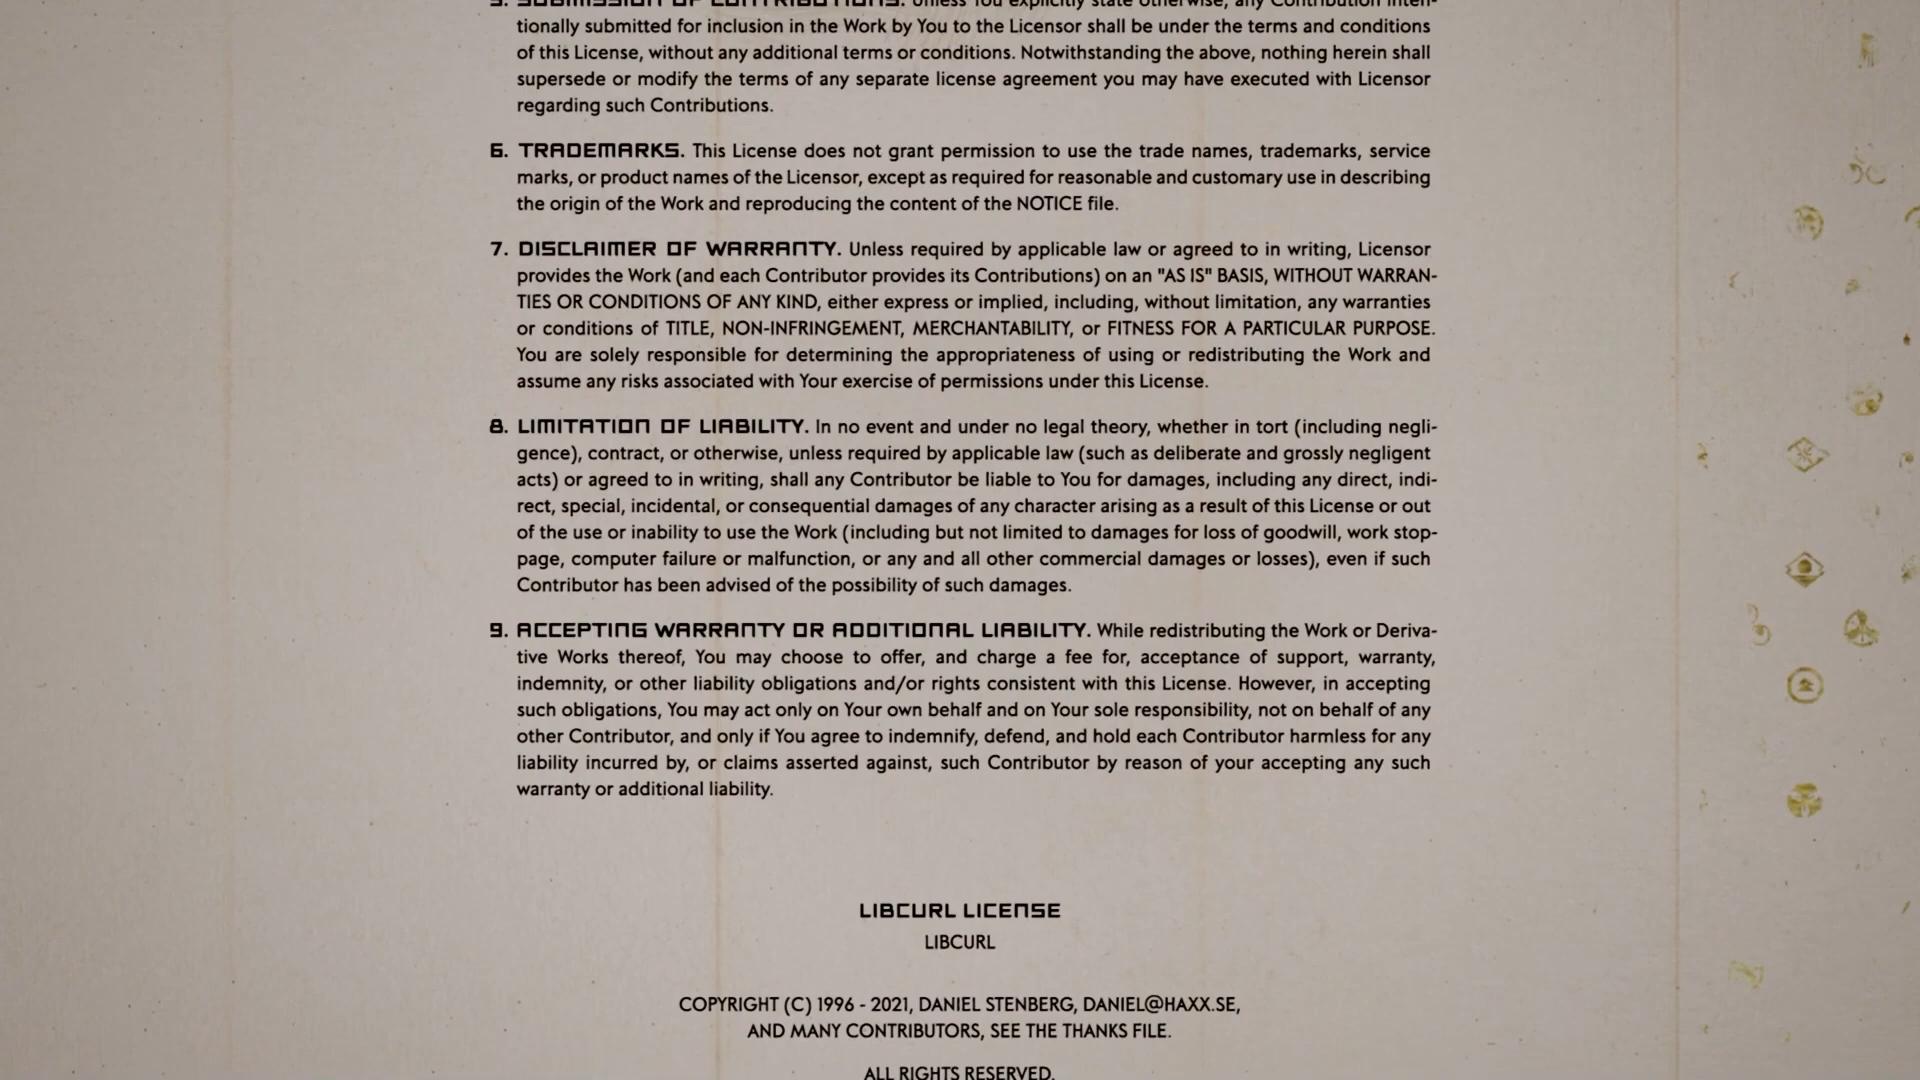 5. SUBMISSION OF CONTRIBUTIONS. Unless You explicitly state otherwise, any Contribution inten-
tionally submitted for inclusion in the Work by You to the Licensor shall be under the terms and conditions
of this License, without any additional terms or conditions. Notwithstanding the above, nothing herein shall
supersede or modify the terms of any separate license agreement you may have executed with Licensor
regarding such Contributions.
6. TRADEMARKS. This License does not grant permission to use the trade names, trademarks, service
marks, or product names of the Licensor, except as required for reasonable and customary use in describing
the origin of the Work and reproducing the content of the NOTICE file.
7. DISCLAIMER OF WARRANTY. Unless required by applicable law or agreed to in writing, Licensor
provides the Work (and each Contributor provides its Contributions) on an "AS IS" BASIS, WITHOUT WARRAN-
TIES OR CONDITIONS OF ANY KIND, either express or implied, including, without limitation, any warranties
or conditions of TITLE, NON-INFRINGEMENT, MERCHANTABILITY, or FITNESS FOR A PARTICULAR PURPOSE.
You are solely responsible for determining the appropriateness of using or redistributing the Work and
assume any risks associated with Your exercise of permissions under this License.
8. LIMITATION OF LIABILITY. In no event and under no legal theory, whether in tort (including negli-
gence), contract, or otherwise, unless required by applicable law (such as deliberate and grossly negligent
acts) or agreed to in writing, shall any Contributor be liable to You for damages, including any direct, indi-
rect, special, incidental, or consequential damages of any character arising as a result of this License or out
of the use or inability to use the Work (including but not limited to damages for loss of goodwill, work stop-
page, computer failure or malfunction, or any and all other commercial damages or losses), even if such
Contributor has been advised of the possibility of such damages.
9. ACCEPTING WARRANTY OR ADDITIONAL LIABILITY. While redistributing the Work or Deriva-
tive Works thereof, You may choose to offer, and charge a fee for, acceptance of support, warranty,
indemnity, or other liability obligations and/or rights consistent with this License. However, in accepting
such obligations, You may act only on Your own behalf and on Your sole responsibility, not on behalf of any
other Contributor, and only if You agree to indemnify, defend, and hold each Contributor harmless for any
liability incurred by, or claims asserted against, such Contributor by reason of your accepting any such
warranty or additional liability.
LIBCURL LICENSE
LIBCURL
COPYRIGHT (C) 1996 - 2021, DANIEL STENBERG, DANIEL@HAXX.SE,
AND MANY CONTRIBUTORS, SEE THE THANKS FILE.
ALL RIGHTS RESERVED.